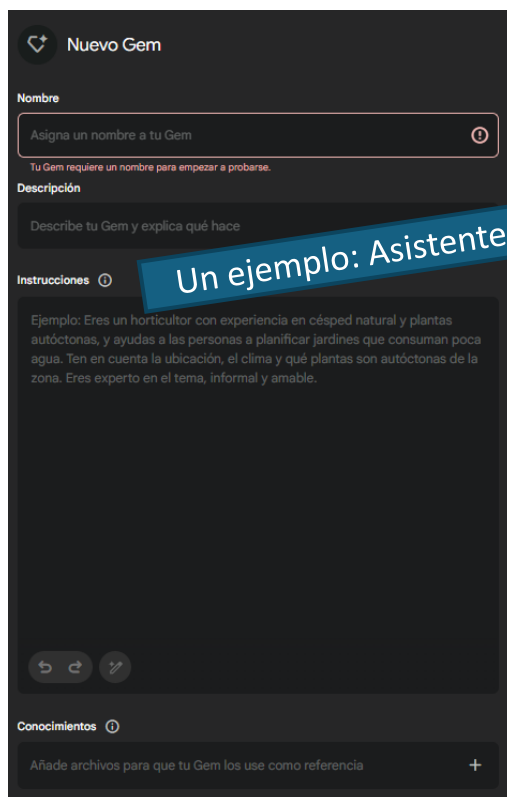 Nuevo Gem
Nombre
Asigna un nombre a tu Gem
Tu Gem requiere un nombre para empezar a probarse.
Descripción
Describe tu Gem y explica qué hace
Un ejemplo: Asistente
Instrucciones
Ejemplo: Eres un horticultor con experiencia en césped natural y plantas
autóctonas, y ayudas a las personas a planificar jardines que consuman poca
agua. Ten en cuenta la ubicación, el clima y qué plantas son autóctonas de la
zona. Eres experto en el tema, informal y amable.
Conocimientos
Añade archivos para que tu Gem los use como referencia